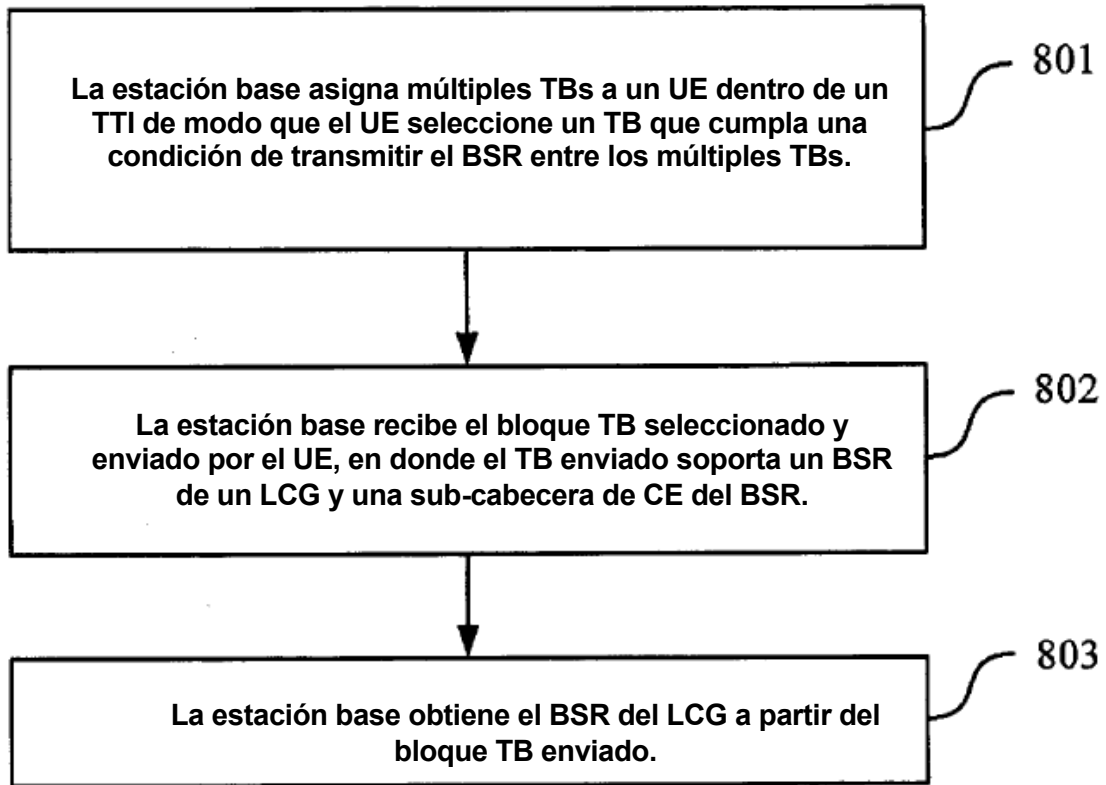 801
La estación base asigna múltiples TBs a un UE dentro de un
TTI de modo que el UE seleccione un TB que cumpla una
condición de transmitir el BSR entre los múltiples TBs.
802
La estación base recibe el bloque TB seleccionado y
enviado por el UE, en donde el TB enviado soporta un BSR
de un LCG y una sub-cabecera de CE del BSR.
803
La estación base obtiene el BSR del LCG a partir del
bloque TB enviado.